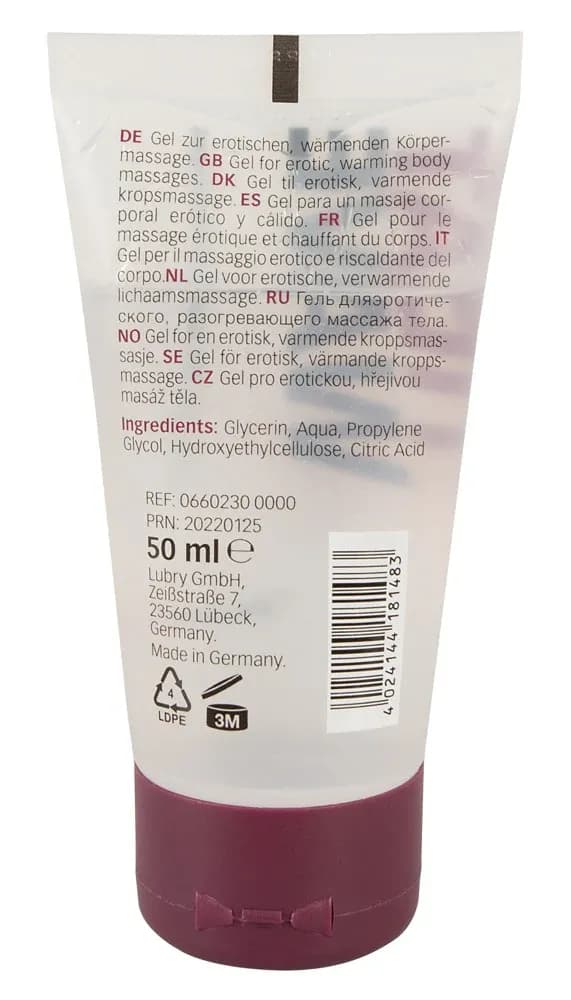 DE Gel zur erotischen, wärmenden Körper-
massage. GB Gel for erotic, warming body
massages. DK Gel til erotisk, varmende
kropsmassage. ES Gel para un masaje cor-
poral erótico y cálido. FR Gel pour le
massage érotique et chauffant du corps. IT
Gel per il massaggio erotico e riscaldante del
corpo.NL Gel voor erotische, verwarmende
lichaamsmassage. RU Гель дляэротиче-
ского, разогревающего массажа тела.
NO Gel for en erotisk, varmende kroppsmas-
sasje. SE Gel för erotisk, värmande kropps-
massage. CZ Gel pro erotickou, hřejivou
masáž těla.
Ingredients: Glycerin, Aqua, Propylene
Glycol, Hydroxyethylcellulose, Citric Acid
REF: 0660230 0000
PRN: 20220125
50 ml ℮
Lubry GmbH,
Zeißstraße 7,
23560 Lübeck,
Germany.
Made in Germany.
4
LDPE
3M
4 024144 181483